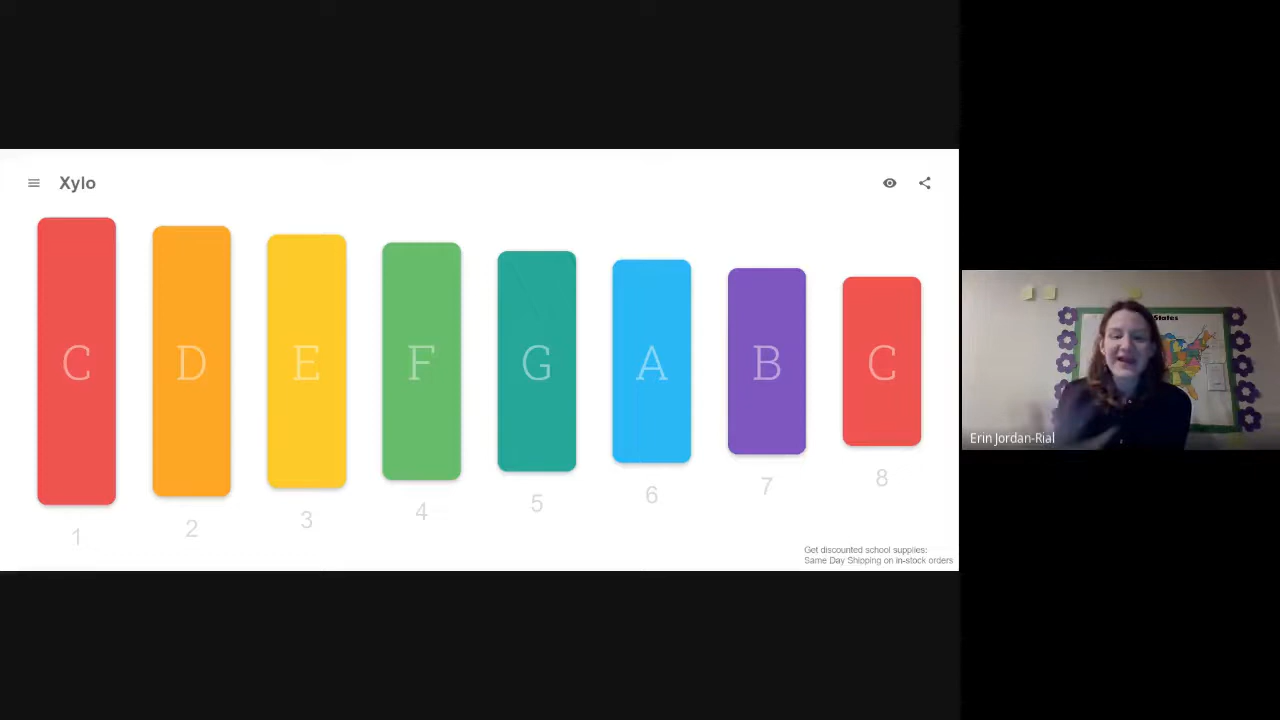 Xylo
C D E F G A B C
1 2 3 4 5 6 7 8
Get discounted school supplies:
Same Day Shipping on in-stock orders
States
Erin Jordan-Rial